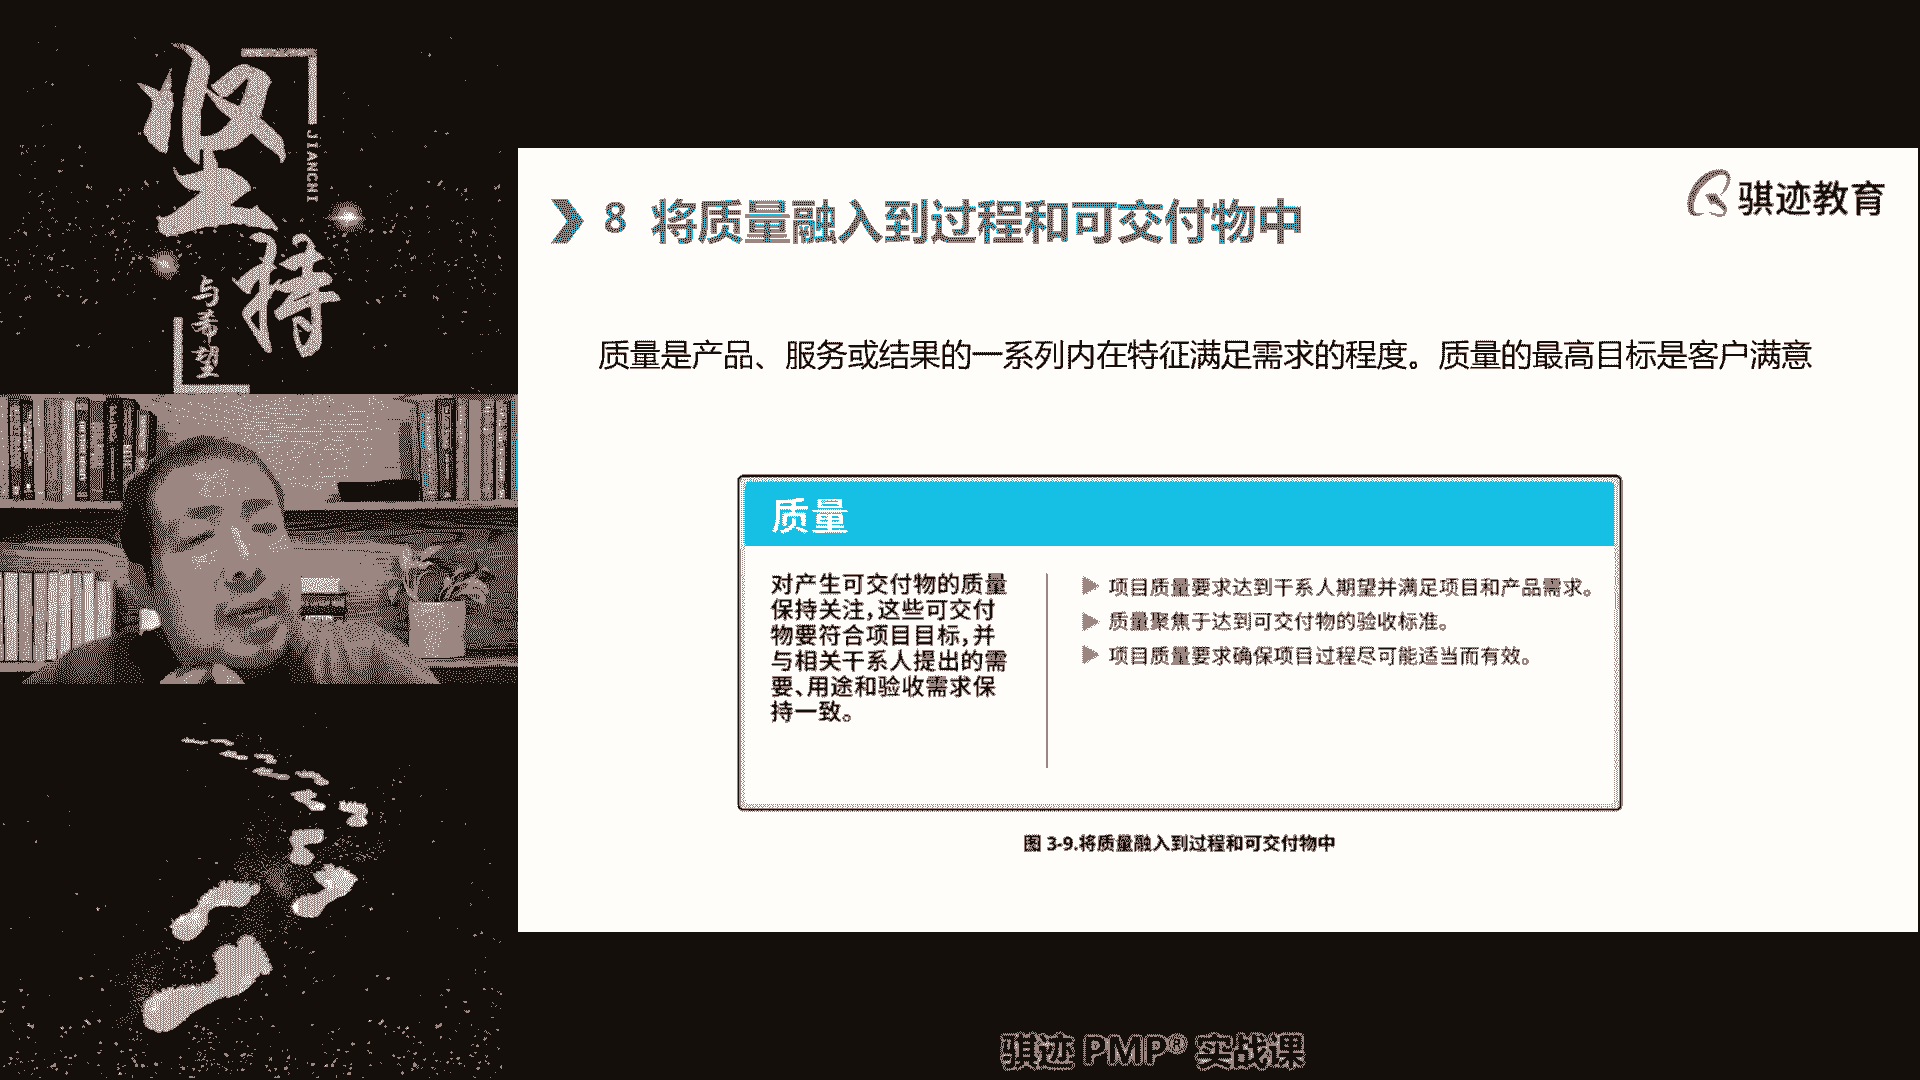 坚
持
JIANCHI
与希望
8 将质量融入到过程和可交付物中
骐迹教育
质量是产品、服务或结果的一系列内在特征满足需求的程度。质量的最高目标是客户满意
质量
对产生可交付物的质量
保持关注,这些可交付
物要符合项目目标,并
与相关干系人提出的需
要、用途和验收需求保
持一致。
项目质量要求达到干系人期望并满足项目和产品需求。
质量聚焦于达到可交付物的验收标准。
项目质量要求确保项目过程尽可能适当而有效。
图 3-9.将质量融入到过程和可交付物中
骐迹 PMP® 实战课